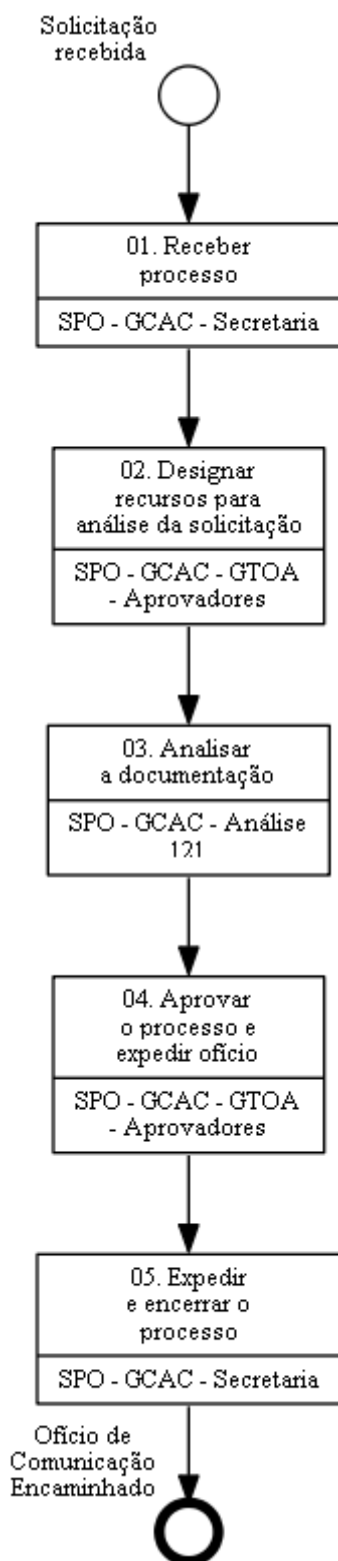 Solicitação
recebida
01. Receber
processo
SPO - GCAC - Secretaria
02. Designar
recursos para
análise da solicitação
SPO - GCAC - GTOA
- Aprovadores
03. Analisar
a documentação
SPO - GCAC - Análise
121
04. Aprovar
o processo e
expedir ofício
SPO - GCAC - GTOA
- Aprovadores
05. Expedir
e encerrar o
processo
SPO - GCAC - Secretaria
Ofício de
Comunicação
Encaminhado